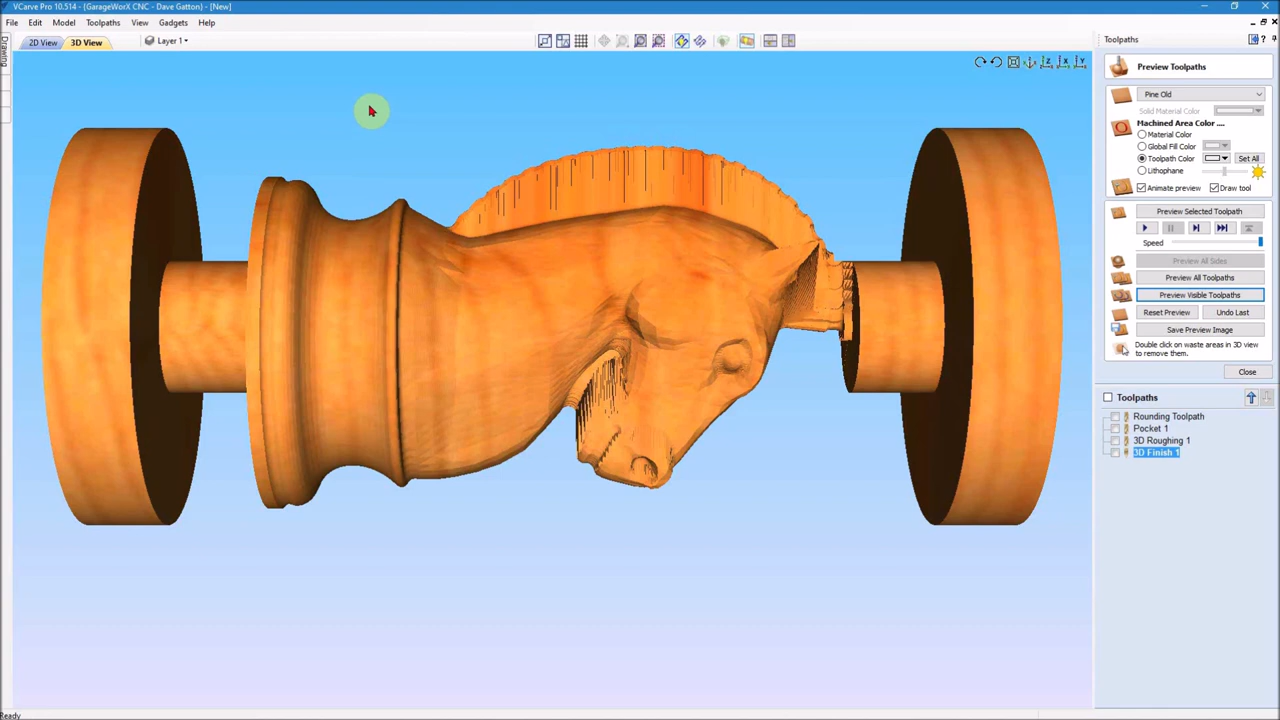 VCarve Pro 10.514 - (GarageWorX CNC - Dave Gatton) - [New]
File Edit Model Toolpaths View Gadgets Help
2D View 3D View Layer 1
Drawing
Toolpaths
Preview Toolpaths
Pine Old
Solid Material Color
Machined Area Color ....
Material Color
Global Fill Color
Toolpath Color Set All
Lithophane
Animate preview Draw tool
Preview Selected Toolpath
Speed
Preview All Sides
Preview All Toolpaths
Preview Visible Toolpaths
Reset Preview Undo Last
Save Preview Image
Double click on waste areas in 3D view
to remove them.
Close
Toolpaths
Rounding Toolpath
Pocket 1
3D Roughing 1
3D Finish 1
Ready